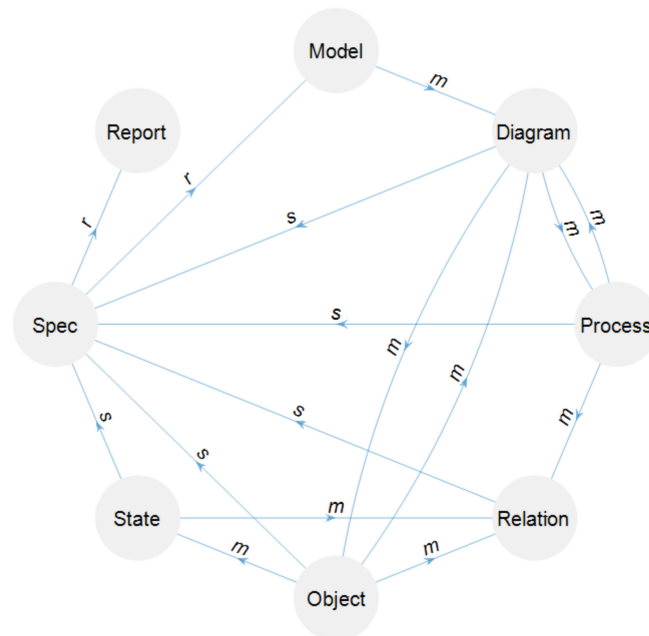 Model
m
Report
Diagram
r
r
s
m
m
Spec
s
Process
m
m
s
m
s
s
State
m
Relation
m
m
Object